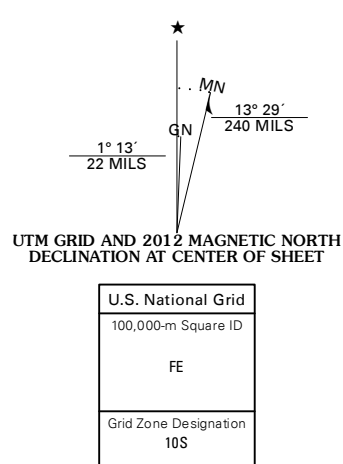 ★
MN
GN
13° 29´
240 MILS
1° 13´
22 MILS
UTM GRID AND 2012 MAGNETIC NORTH
DECLINATION AT CENTER OF SHEET
U.S. National Grid
100,000-m Square ID
FE
Grid Zone Designation
10S